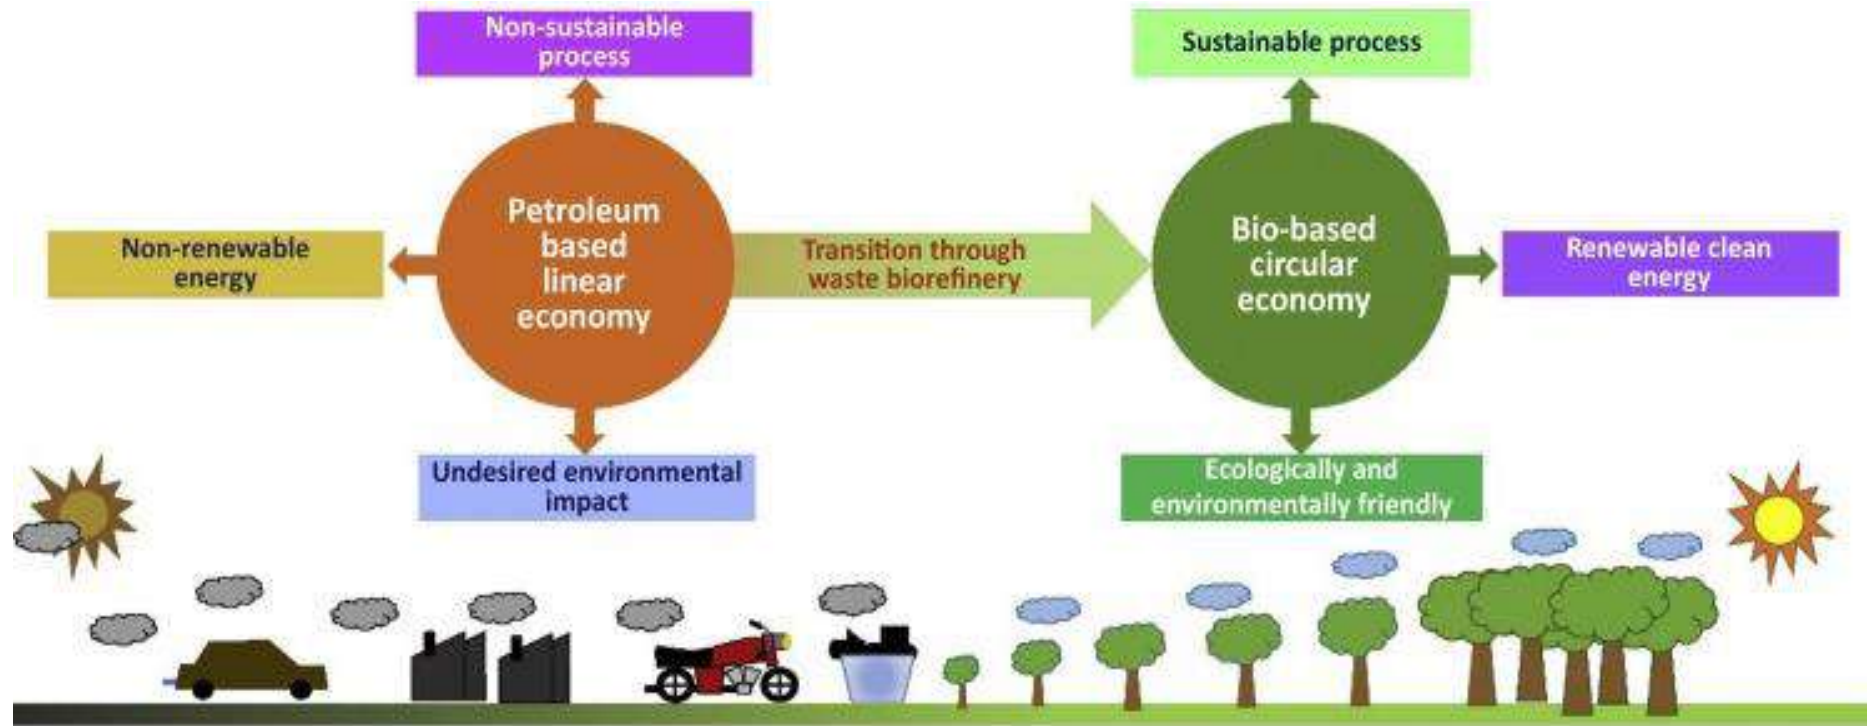 Non-sustainable
process
Sustainable process
Petroleum
based
linear
economy
Non-renewable
energy
Transition through
waste biorefinery
Bio-based
circular
economy
Renewable clean
energy
Undesired environmental
impact
Ecologically and
environmentally friendly